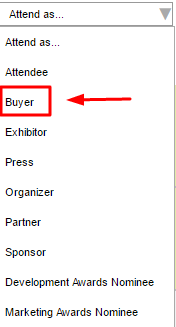 Attend as...
Attend as...
Attendee
Buyer
Exhibitor
Press
Organizer
Partner
Sponsor
Development Awards Nominee
Marketing Awards Nominee